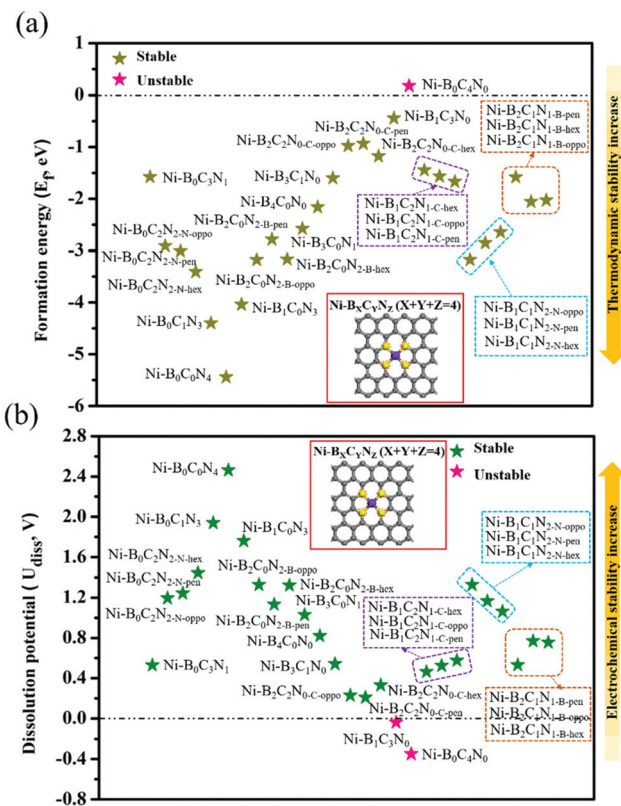 (a)
Stable
Unstable
Ni-B₀C₄N₀
Ni-B₁C₃N₀
Ni-B₂C₂N₀₋C₋pen
Ni-B₂C₂N₀₋C₋oppo
Ni-B₂C₂N₀₋C₋hex
Ni-B₂C₁N₁₋B₋pen
Ni-B₂C₁N₁₋B₋hex
Ni-B₂C₁N₁₋B₋oppo
Ni-B₀C₃N₁
Ni-B₃C₁N₀
Ni-B₄C₀N₀
Ni-B₁C₂N₁₋C₋hex
Ni-B₁C₂N₁₋C₋oppo
Ni-B₁C₂N₁₋C₋pen
Ni-B₂C₀N₂₋B₋pen
Ni-B₀C₂N₂₋N₋oppo
Ni-B₃C₀N₁
Ni-B₀C₂N₂₋N₋pen
Ni-B₂C₀N₂₋B₋hex
Ni-B₀C₂N₂₋N₋hex
Ni-B₂C₀N₂₋B₋oppo
Ni-B₁C₀N₃
Ni-B₀C₁N₃
Ni-B₀C₀N₄
Ni-B₁C₁N₂₋N₋oppo
Ni-B₁C₁N₂₋N₋pen
Ni-B₁C₁N₂₋N₋hex
Ni-BₓCᵧN_Z (X+Y+Z=4)
1
0
-1
-2
-3
-4
-5
-6
Formation energy (E_f, eV)
Thermodynamic stability increase
(b)
Stable
Unstable
Ni-BₓCᵧN_Z (X+Y+Z=4)
Ni-B₀C₀N₄
Ni-B₀C₁N₃
Ni-B₁C₀N₃
Ni-B₁C₁N₂₋N₋oppo
Ni-B₁C₁N₂₋N₋pen
Ni-B₁C₁N₂₋N₋hex
Ni-B₀C₂N₂₋N₋hex
Ni-B₂C₀N₂₋B₋oppo
Ni-B₀C₂N₂₋N₋pen
Ni-B₂C₀N₂₋B₋hex
Ni-B₃C₀N₁
Ni-B₀C₂N₂₋N₋oppo
Ni-B₂C₀N₂₋B₋pen
Ni-B₁C₂N₁₋C₋hex
Ni-B₁C₂N₁₋C₋oppo
Ni-B₁C₂N₁₋C₋pen
Ni-B₄C₀N₀
Ni-B₀C₃N₁
Ni-B₃C₁N₀
Ni-B₂C₂N₀₋C₋oppo
Ni-B₂C₂N₀₋C₋hex
Ni-B₂C₂N₀₋C₋pen
Ni-B₂C₁N₁₋B₋pen
Ni-B₂C₁N₁₋B₋oppo
Ni-B₂C₁N₁₋B₋hex
Ni-B₁C₃N₀
Ni-B₀C₄N₀
2.8
2.4
2.0
1.6
1.2
0.8
0.4
0.0
-0.4
-0.8
Dissolution potential ( U_diss, V)
Electrochemical stability increase